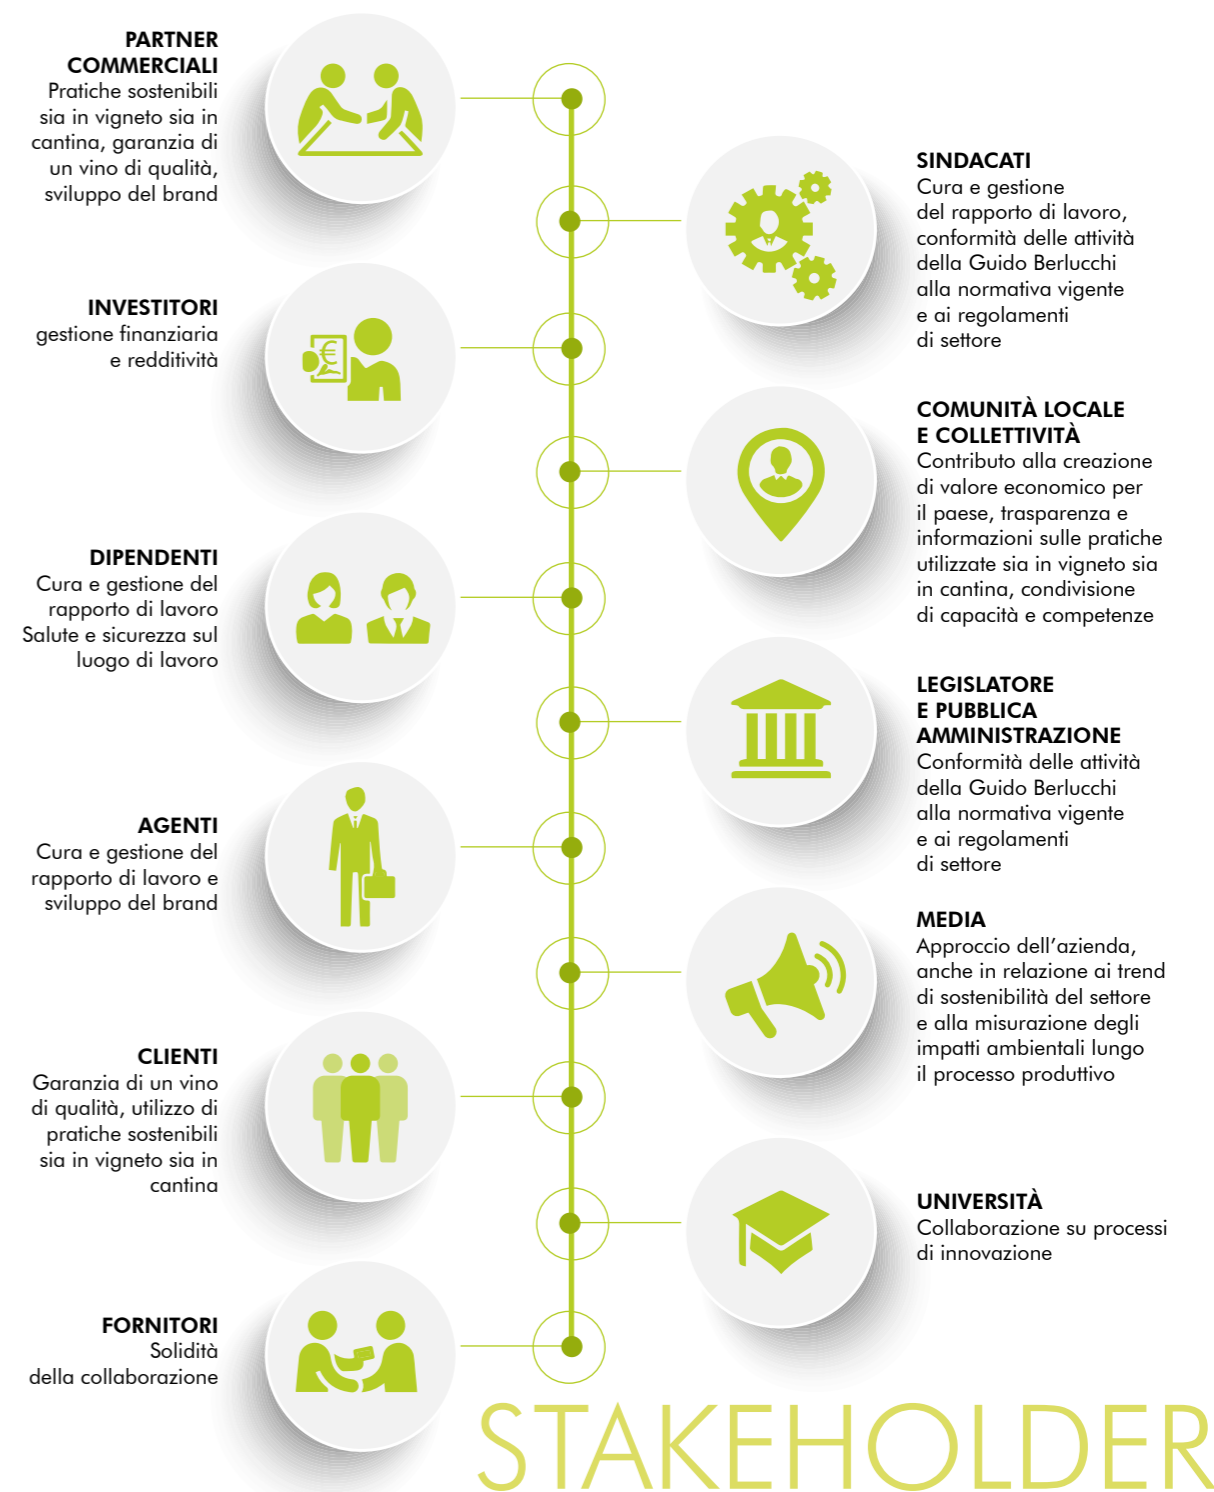 PARTNER
COMMERCIALI
Pratiche sostenibili
sia in vigneto sia in
cantina, garanzia di
un vino di qualità,
sviluppo del brand
SINDACATI
Cura e gestione
del rapporto di lavoro,
conformità delle attività
della Guido Berlucchi
alla normativa vigente
e ai regolamenti
di settore
INVESTITORI
gestione finanziaria
e redditività
COMUNITÀ LOCALE
E COLLETTIVITÀ
Contributo alla creazione
di valore economico per
il paese, trasparenza e
informazioni sulle pratiche
utilizzate sia in vigneto sia
in cantina, condivisione
di capacità e competenze
DIPENDENTI
Cura e gestione del
rapporto di lavoro
Salute e sicurezza sul
luogo di lavoro
LEGISLATORE
E PUBBLICA
AMMINISTRAZIONE
Conformità delle attività
della Guido Berlucchi
alla normativa vigente
e ai regolamenti
di settore
AGENTI
Cura e gestione del
rapporto di lavoro e
sviluppo del brand
MEDIA
Approccio dell’azienda,
anche in relazione ai trend
di sostenibilità del settore
e alla misurazione degli
impatti ambientali lungo
il processo produttivo
CLIENTI
Garanzia di un vino
di qualità, utilizzo di
pratiche sostenibili
sia in vigneto sia in
cantina
UNIVERSITÀ
Collaborazione su processi
di innovazione
FORNITORI
Solidità
della collaborazione
STAKEHOLDER